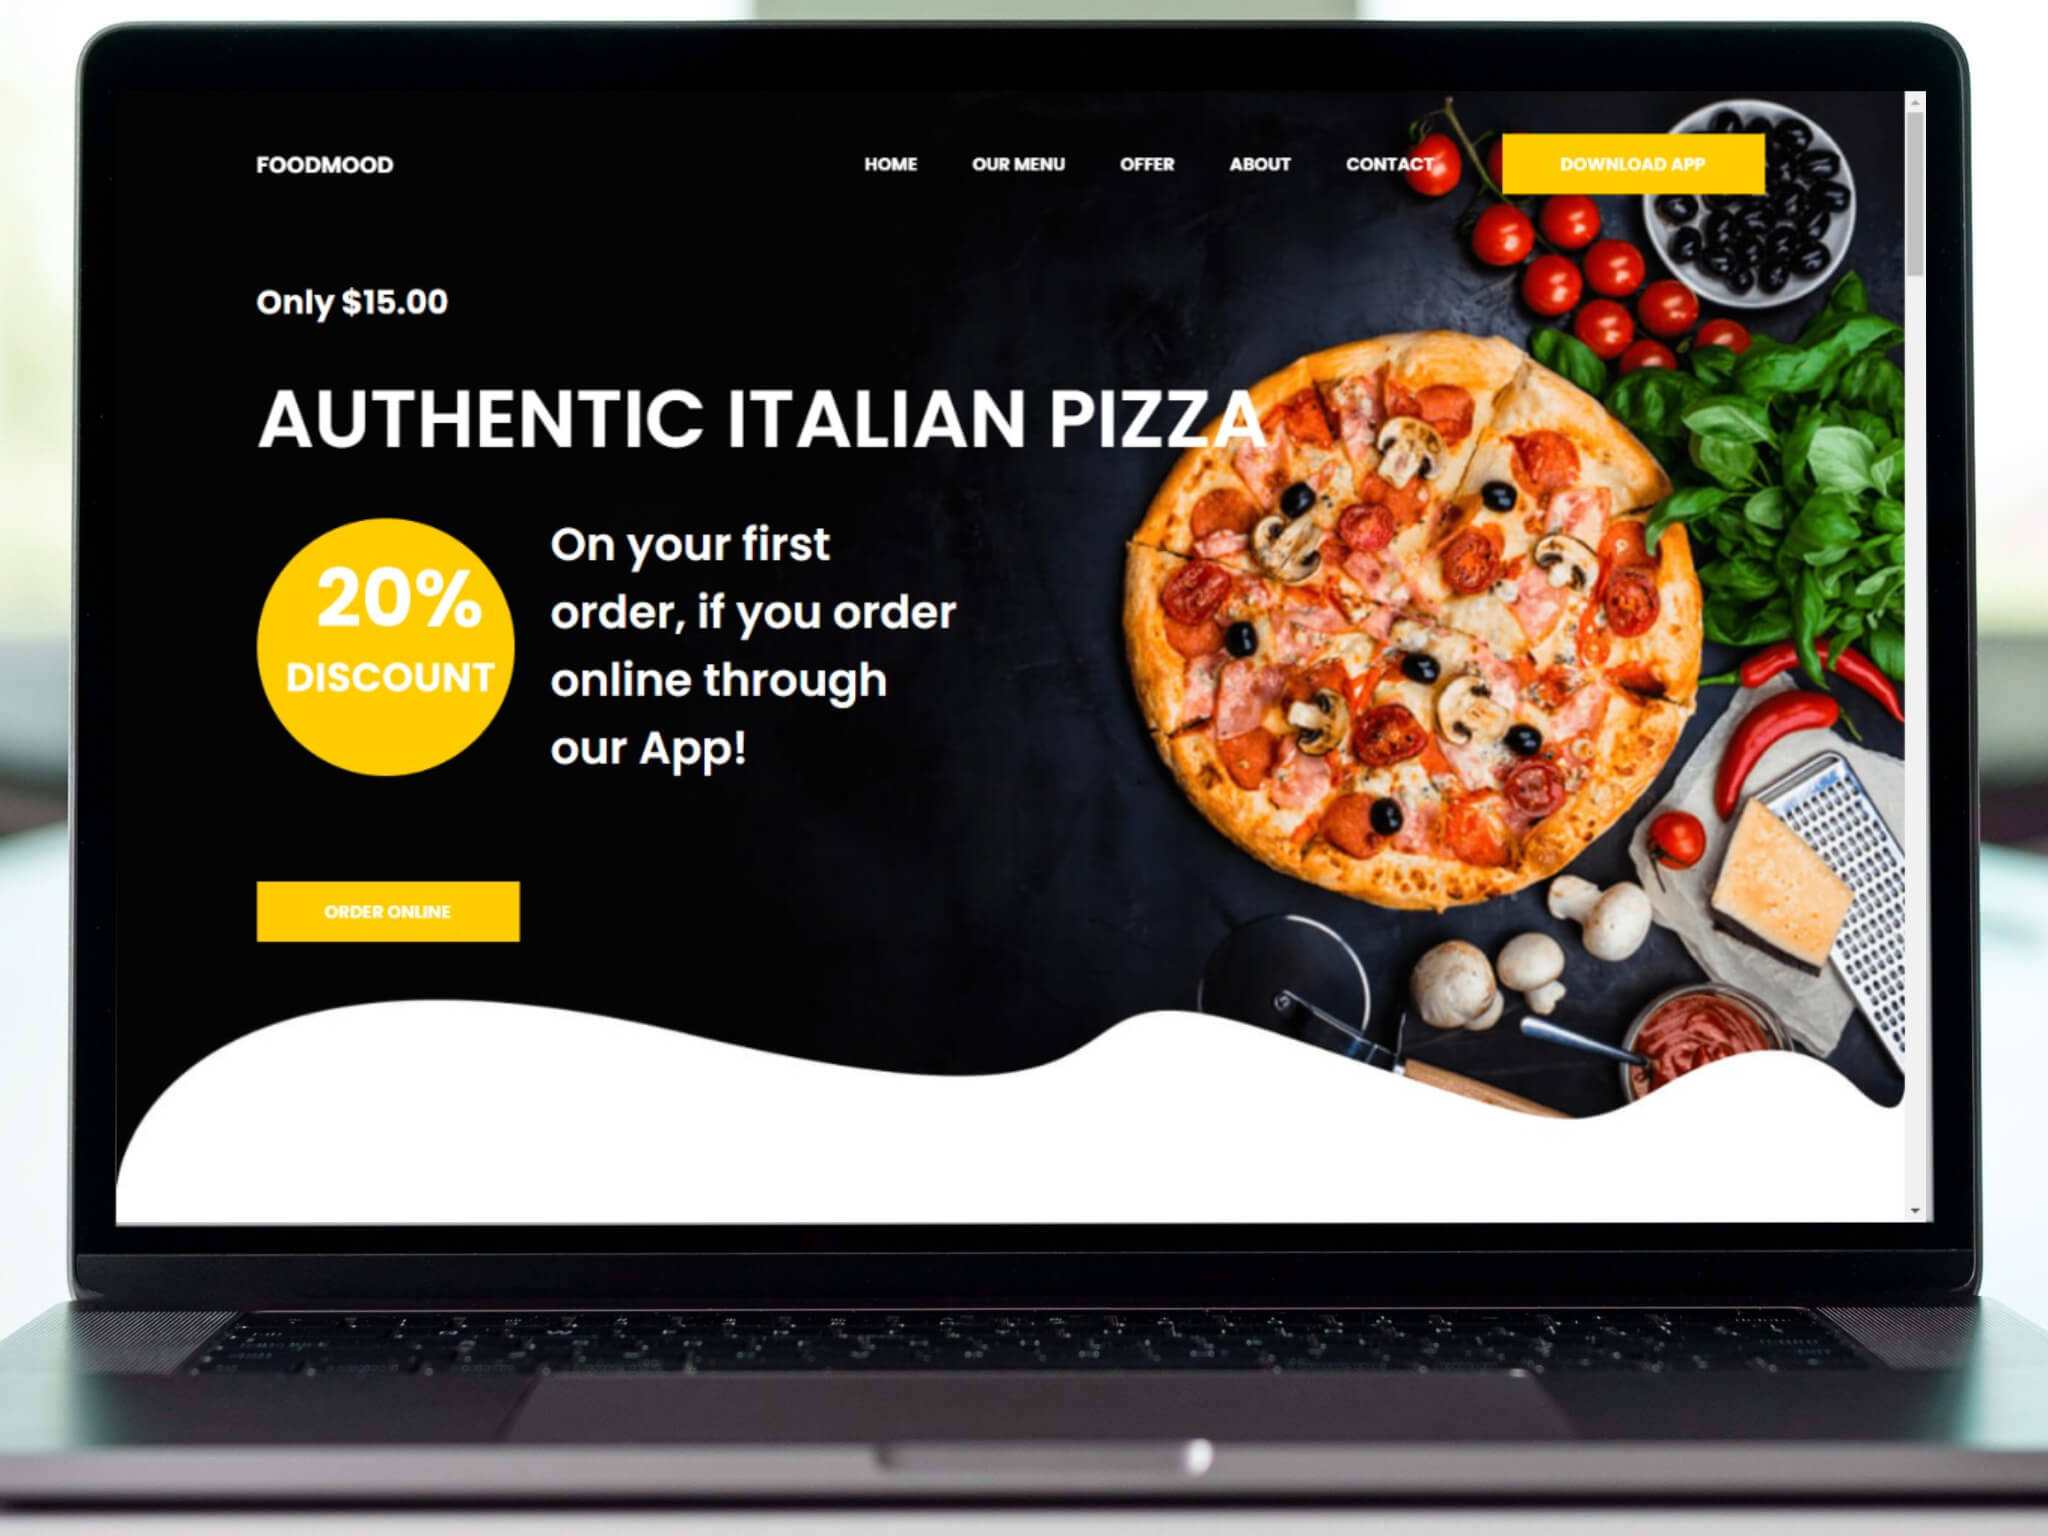 FOODMOOD
HOME OUR MENU OFFER ABOUT CONTACT DOWNLOAD APP
Only $15.00
AUTHENTIC ITALIAN PIZZA
20%
DISCOUNT
On your first
order, if you order
online through
our App!
ORDER ONLINE